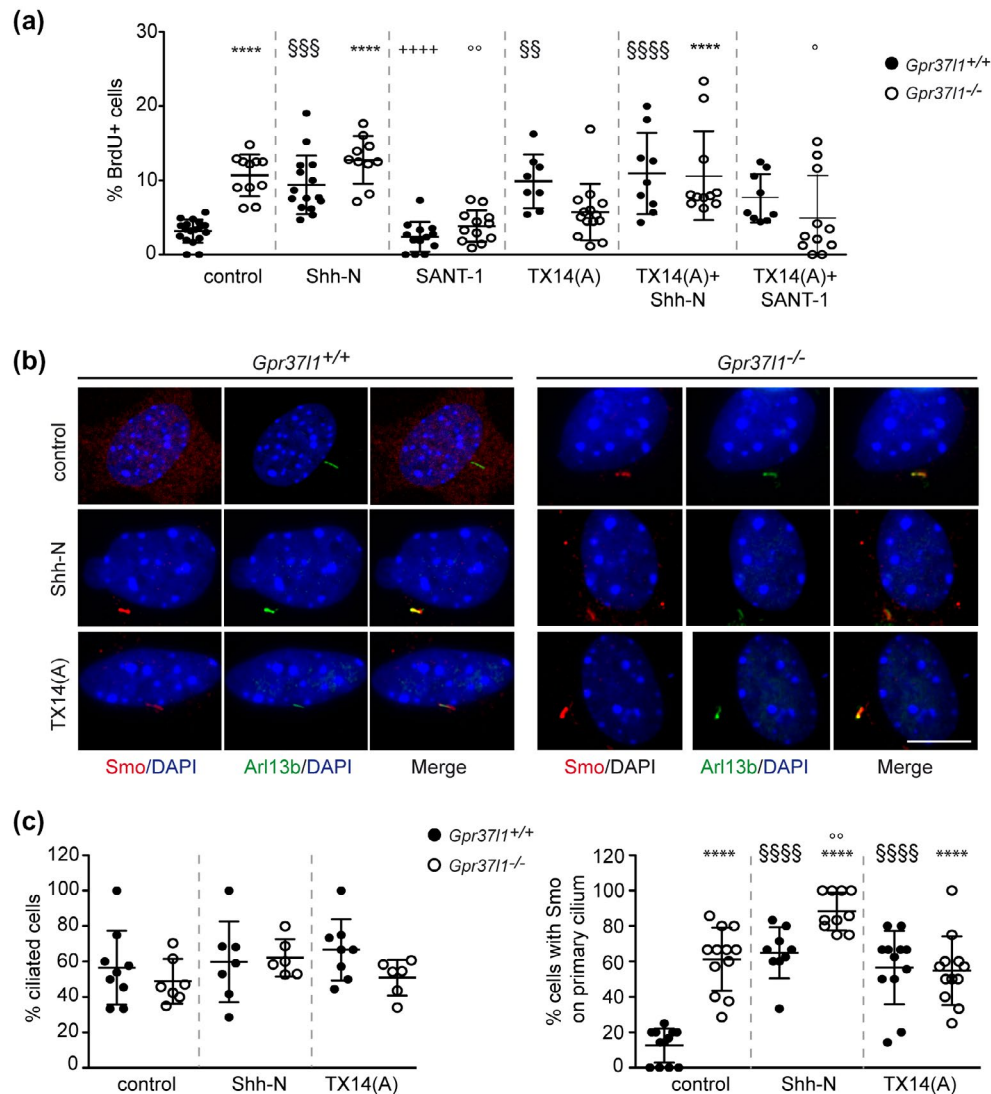 (a)
30
20
10
0
% BrdU+ cells
**** §§§ **** ++++ °° §§ §§§§ **** °
Gpr37l1+/+
Gpr37l1-/-
control Shh-N SANT-1 TX14(A) TX14(A)+ TX14(A)+
Shh-N SANT-1
(b)
Gpr37l1+/+ Gpr37l1-/-
control
Shh-N
TX14(A)
Smo/DAPI Arl13b/DAPI Merge Smo/DAPI Arl13b/DAPI Merge
(c)
Gpr37l1+/+
Gpr37l1-/-
120
100
80
60
40
20
0
% ciliated cells
control Shh-N TX14(A)
°°
**** §§§§ **** §§§§ ****
120
100
80
60
40
20
0
% cells with Smo
on primary cilium
control Shh-N TX14(A)